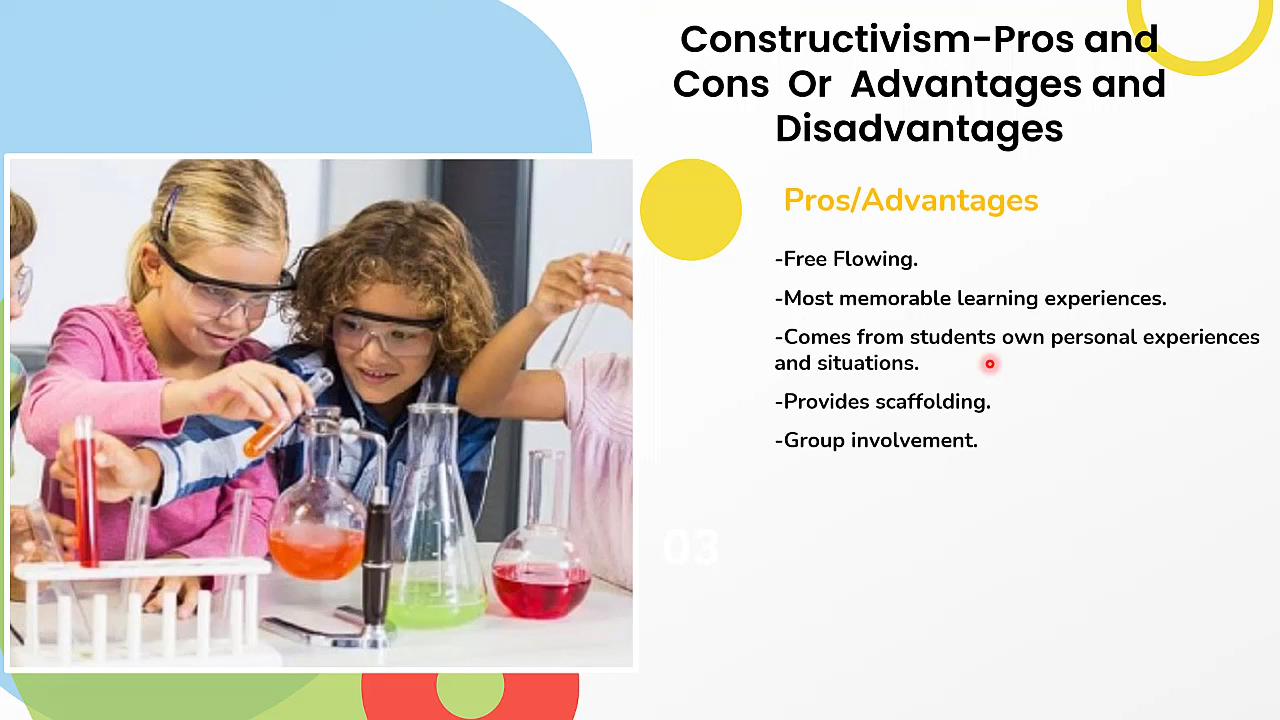 Constructivism-Pros and
Cons Or Advantages and
Disadvantages
Pros/Advantages
-Free Flowing.
-Most memorable learning experiences.
-Comes from students own personal experiences
and situations.
-Provides scaffolding.
-Group involvement.
03